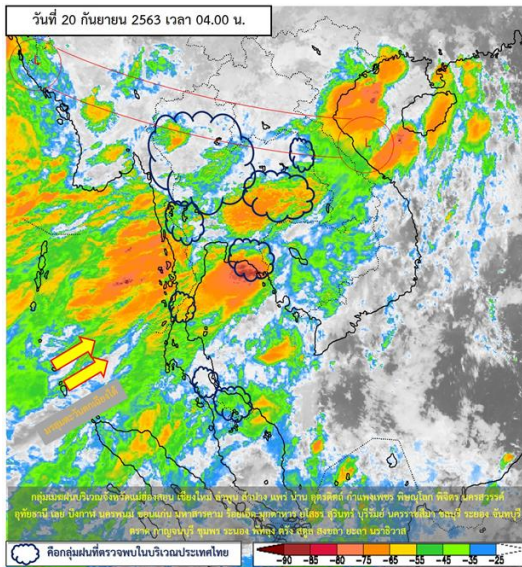 วันที่ 20 กันยายน 2563 เวลา 04.00 น.
L
L
มรสุมตะวันตกเฉียงใต้
กลุ่มเมฆฝนบริเวณจังหวัดแม่ฮ่องสอน เชียงใหม่ ลำพูน ลำปาง แพร่ น่าน อุตรดิตถ์ กำแพงเพชร พิษณุโลก พิจิตร นครสวรรค์
อุทัยธานี เลย บึงกาฬ นครพนม ขอนแก่น มหาสารคาม ร้อยเอ็ด มุกดาหาร ยโสธร สุรินทร์ บุรีรัมย์ นครราชสีมา ชลบุรี ระยอง จันทบุรี
ตราด กาญจนบุรี ชุมพร ระนอง พัทลุง ตรัง สตูล สงขลา ยะลา นราธิวาส
คือกลุ่มฝนที่ตรวจพบในบริเวณประเทศไทย
-90 -85 -80 -75 -65 -55 -45 -35 -25